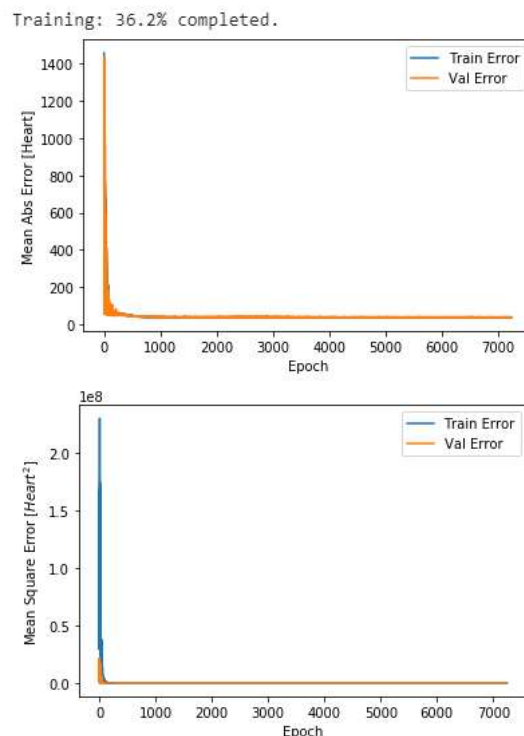 Training: 36.2% completed.
1400
1200
1000
800
600
400
200
0
Mean Abs Error [Heart]
Train Error
Val Error
0 1000 2000 3000 4000 5000 6000 7000
Epoch
1e8
2.0
1.5
1.0
0.5
0.0
Mean Square Error [Heart²]
Train Error
Val Error
0 1000 2000 3000 4000 5000 6000 7000
Epoch